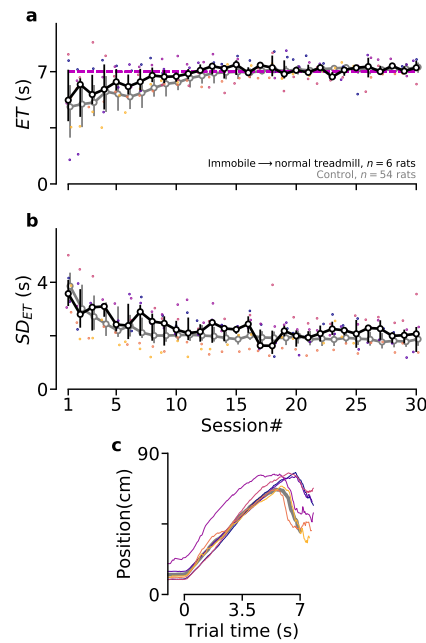 a
7
0
ET (s)
Immobile ⟶ normal treadmill, n = 6 rats
Control, n = 54 rats
b
4
0
SD_ET (s)
1 5 10 15 20 25 30
Session#
c
90
0
Position(cm)
0 3.5 7
Trial time (s)